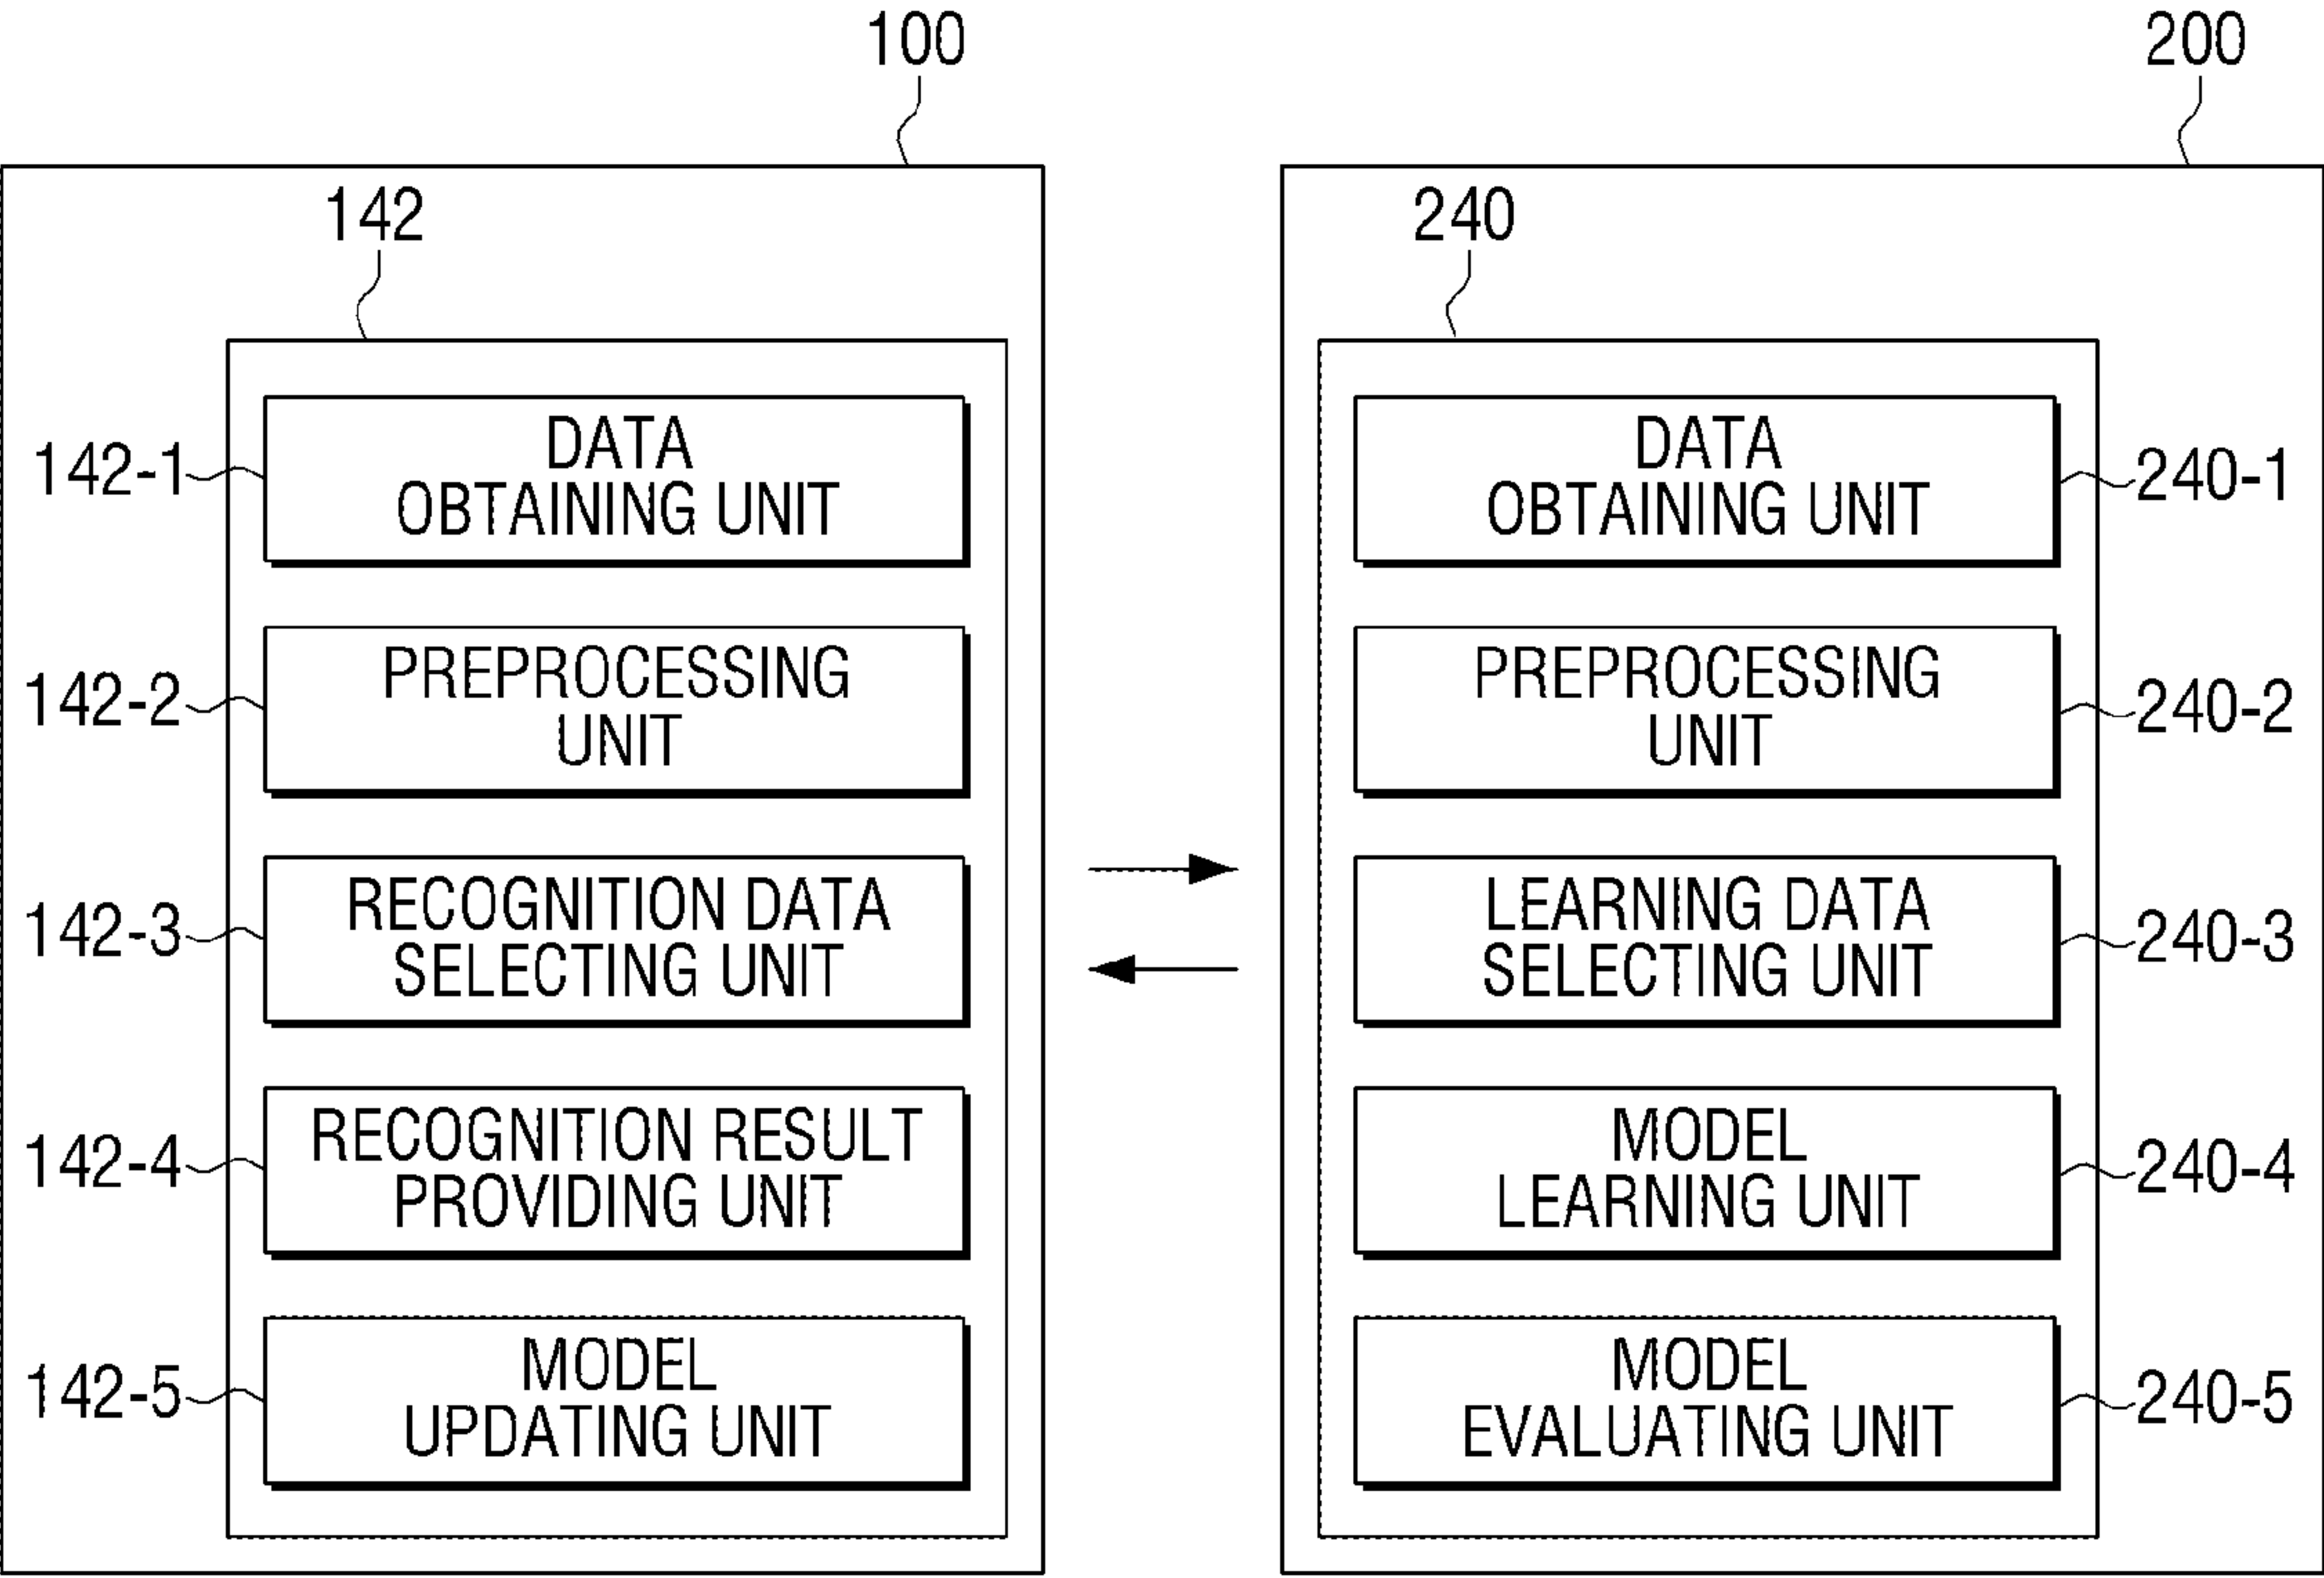 100
200
142
240
142-1
DATA
OBTAINING UNIT
142-2
PREPROCESSING
UNIT
142-3
RECOGNITION DATA
SELECTING UNIT
142-4
RECOGNITION RESULT
PROVIDING UNIT
142-5
MODEL
UPDATING UNIT
DATA
OBTAINING UNIT
240-1
PREPROCESSING
UNIT
240-2
LEARNING DATA
SELECTING UNIT
240-3
MODEL
LEARNING UNIT
240-4
MODEL
EVALUATING UNIT
240-5